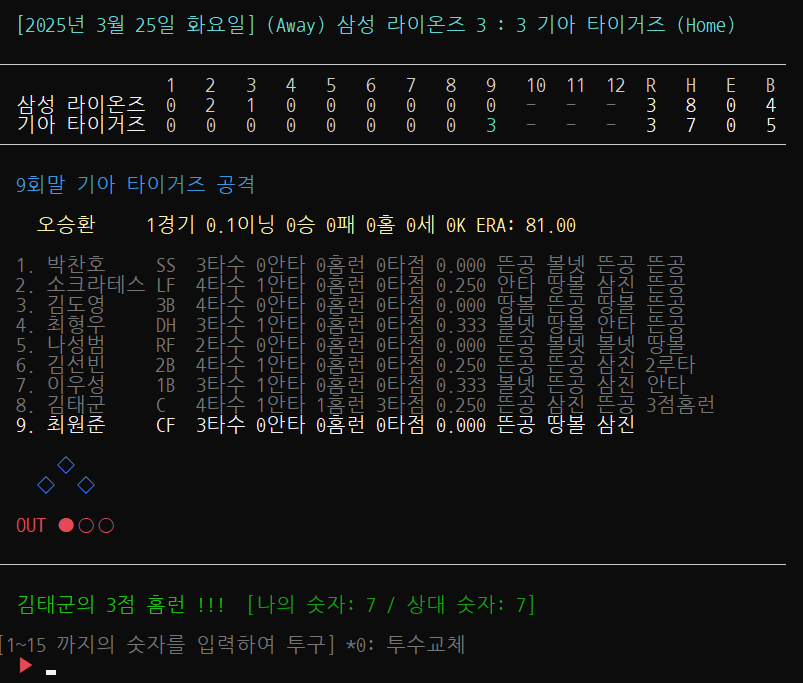 [2025년 3월 25일 화요일] (Away) 삼성 라이온즈 3 : 3 기아 타이거즈 (Home)
1 2 3 4 5 6 7 8 9 10 11 12 R H E B
삼성 라이온즈 0 2 1 0 0 0 0 0 0 - - - 3 8 0 4
기아 타이거즈 0 0 0 0 0 0 0 0 3 - - - 3 7 0 5
9회말 기아 타이거즈 공격
오승환 1경기 0.1이닝 0승 0패 0홀 0세 0K ERA: 81.00
1. 박찬호 SS 3타수 0안타 0홈런 0타점 0.000 뜬공 볼넷 뜬공 뜬공
2. 소크라테스 LF 4타수 1안타 0홈런 0타점 0.250 안타 땅볼 삼진 뜬공
3. 김도영 3B 4타수 0안타 0홈런 0타점 0.000 땅볼 뜬공 땅볼 뜬공
4. 최형우 DH 3타수 1안타 0홈런 0타점 0.333 볼넷 땅볼 안타 뜬공
5. 나성범 RF 2타수 0안타 0홈런 0타점 0.000 뜬공 볼넷 볼넷 땅볼
6. 김선빈 2B 4타수 1안타 0홈런 0타점 0.250 뜬공 뜬공 삼진 2루타
7. 이우성 1B 3타수 1안타 0홈런 0타점 0.333 볼넷 뜬공 삼진 안타
8. 김태군 C 4타수 1안타 1홈런 3타점 0.250 뜬공 삼진 뜬공 3점홈런
9. 최원준 CF 3타수 0안타 0홈런 0타점 0.000 뜬공 땅볼 삼진
OUT ●○○
김태군의 3점 홈런 !!! [나의 숫자: 7 / 상대 숫자: 7]
[1~15 까지의 숫자를 입력하여 투구] *0: 투수교체